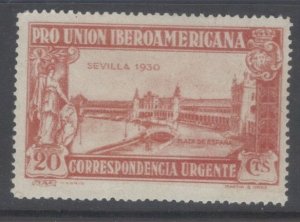 PRO UNION IBEROAMERICANA
SEVILLA 1930
PLAZA DE ESPAÑA
20 CTS
CORRESPONDENCIA URGENTE